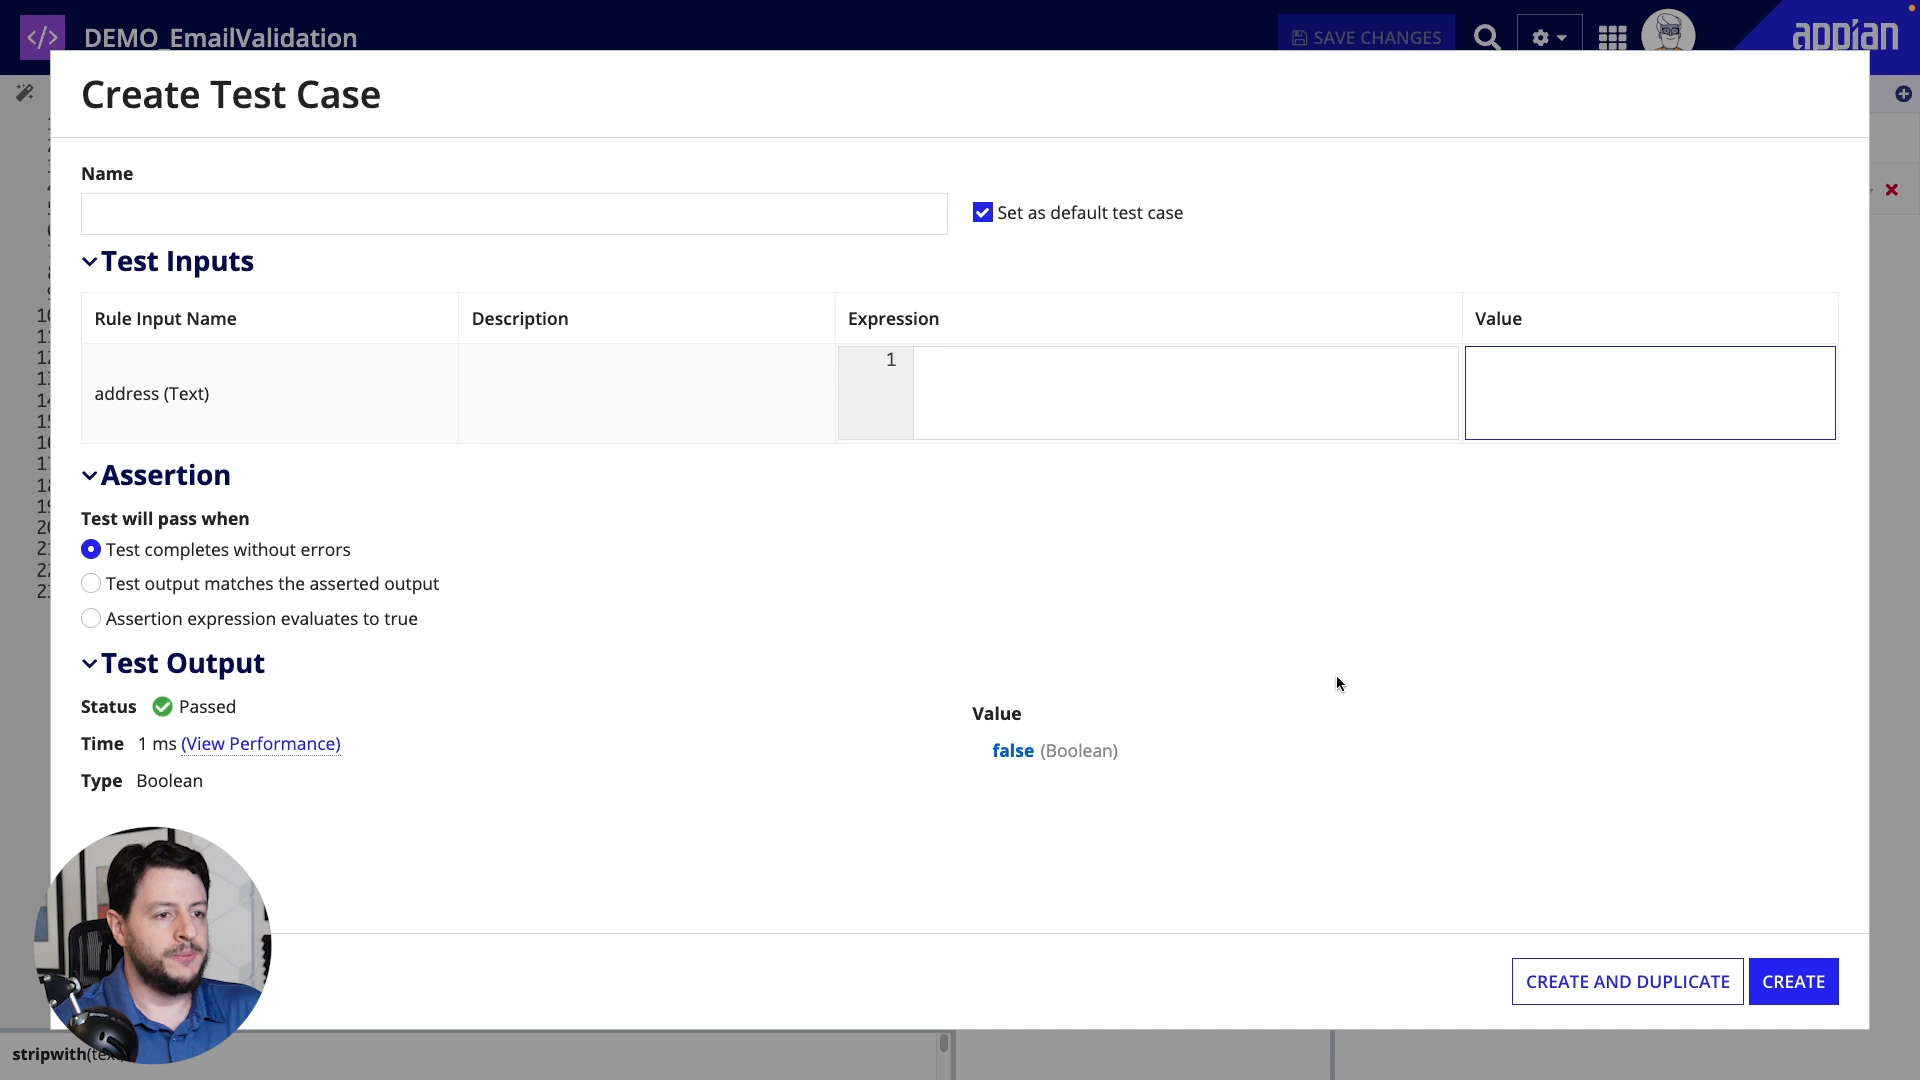 </> DEMO_EmailValidation
SAVE CHANGES
appian
Create Test Case
Name
Set as default test case
Test Inputs
Rule Input Name Description Expression Value
address (Text) 1
Assertion
Test will pass when
Test completes without errors
Test output matches the asserted output
Assertion expression evaluates to true
Test Output
Status Passed
Value
Time 1 ms (View Performance)
false (Boolean)
Type Boolean
CREATE AND DUPLICATE CREATE
stripwith(